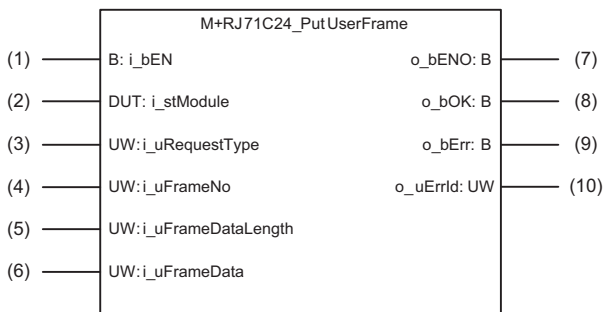 M+RJ71C24_PutUserFrame
(1) B: i_bEN o_bENO: B (7)
(2) DUT: i_stModule o_bOK: B (8)
(3) UW:i_uRequestType o_bErr: B (9)
(4) UW:i_uFrameNo o_uErrId: UW (10)
(5) UW:i_uFrameDataLength
(6) UW:i_uFrameData